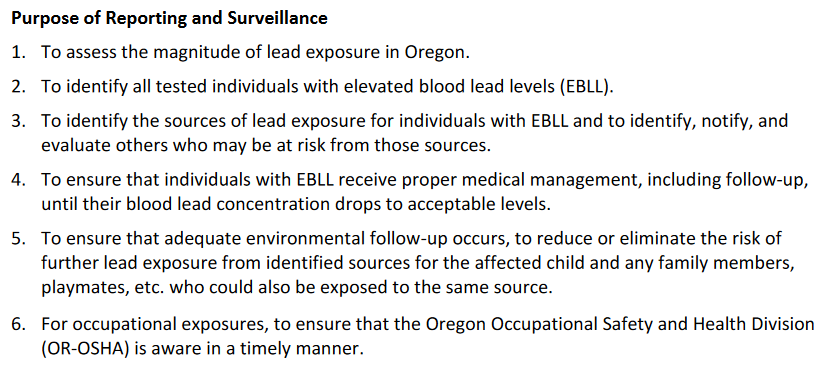 Purpose of Reporting and Surveillance
1. To assess the magnitude of lead exposure in Oregon.
2. To identify all tested individuals with elevated blood lead levels (EBLL).
3. To identify the sources of lead exposure for individuals with EBLL and to identify, notify, and
evaluate others who may be at risk from those sources.
4. To ensure that individuals with EBLL receive proper medical management, including follow-up,
until their blood lead concentration drops to acceptable levels.
5. To ensure that adequate environmental follow-up occurs, to reduce or eliminate the risk of
further lead exposure from identified sources for the affected child and any family members,
playmates, etc. who could also be exposed to the same source.
6. For occupational exposures, to ensure that the Oregon Occupational Safety and Health Division
(OR-OSHA) is aware in a timely manner.